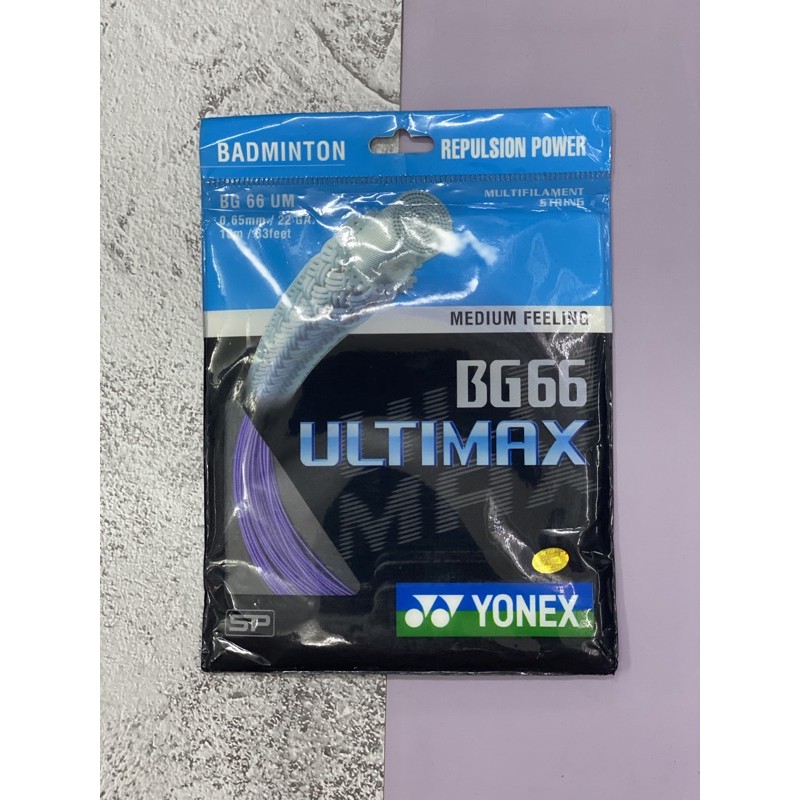 BADMINTON
REPULSION POWER
BG 66 UM
0.65mm / 22 GA.
10m / 33feet
MULTIFILAMENT
STRING
MEDIUM FEELING
BG66
ULTIMAX
YONEX
SP